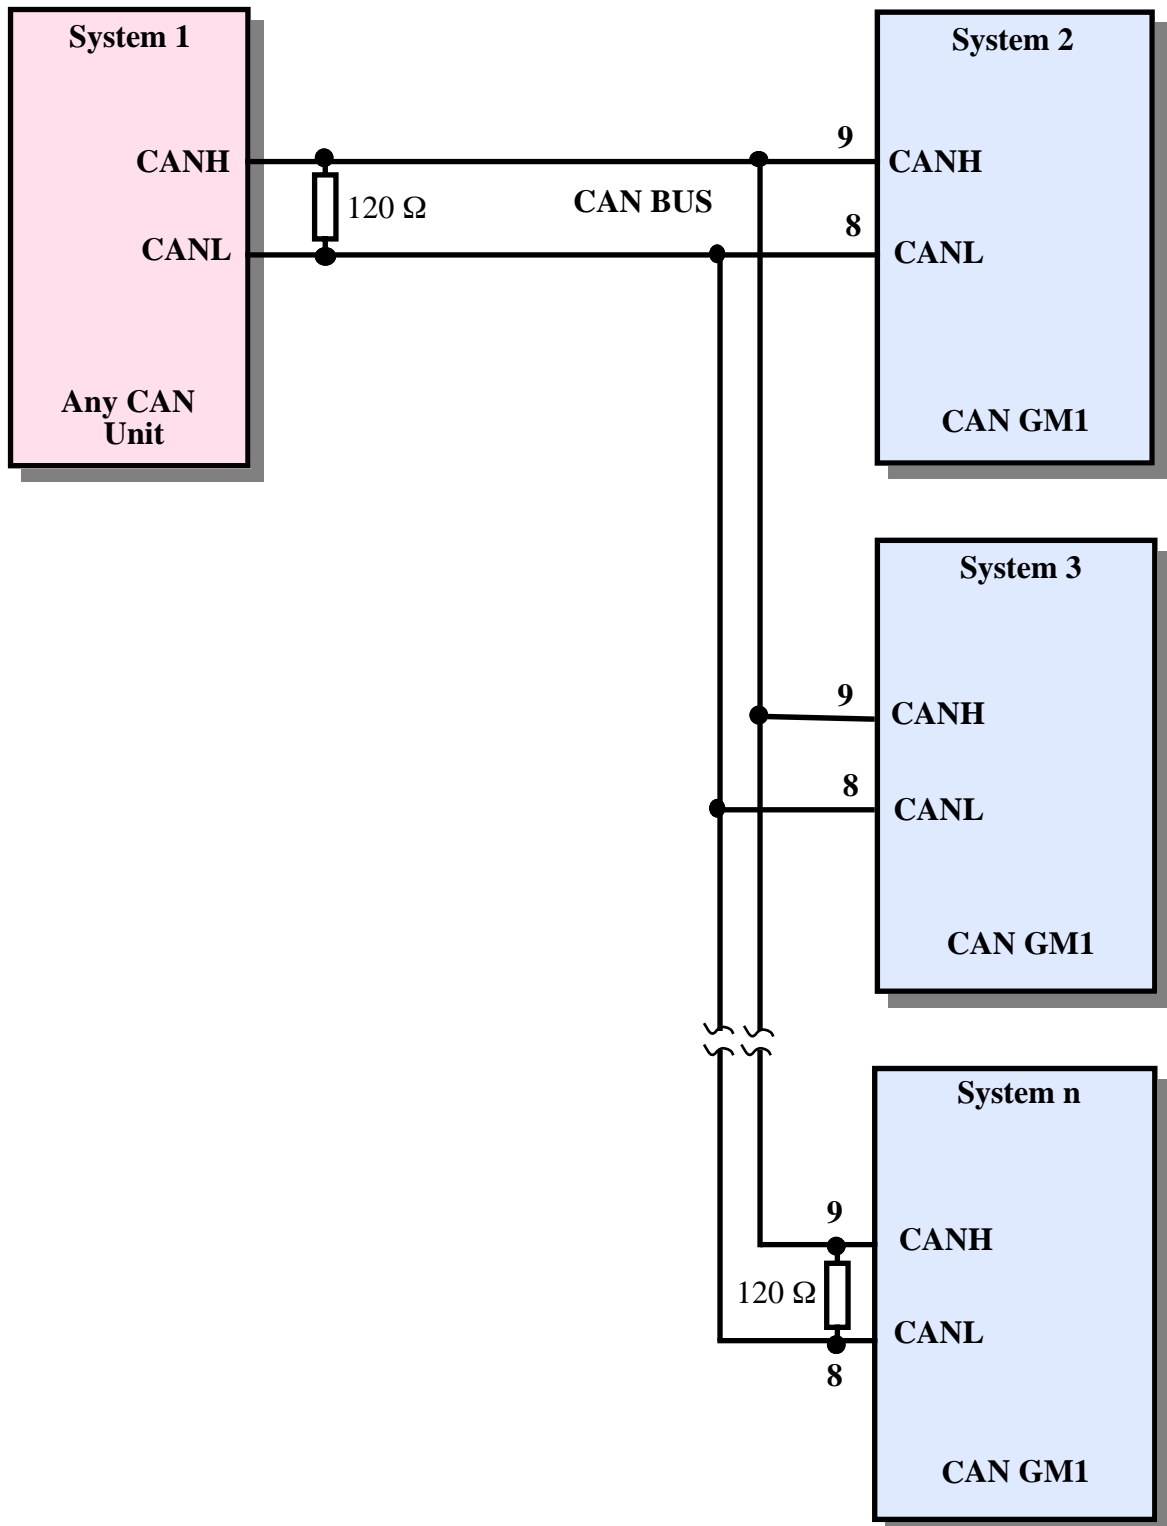 System 1
CANH
CANL
Any CAN
Unit
120 Ω
CAN BUS
System 2
9
CANH
8
CANL
CAN GM1
System 3
9
CANH
8
CANL
CAN GM1
System n
9
CANH
120 Ω
CANL
8
CAN GM1